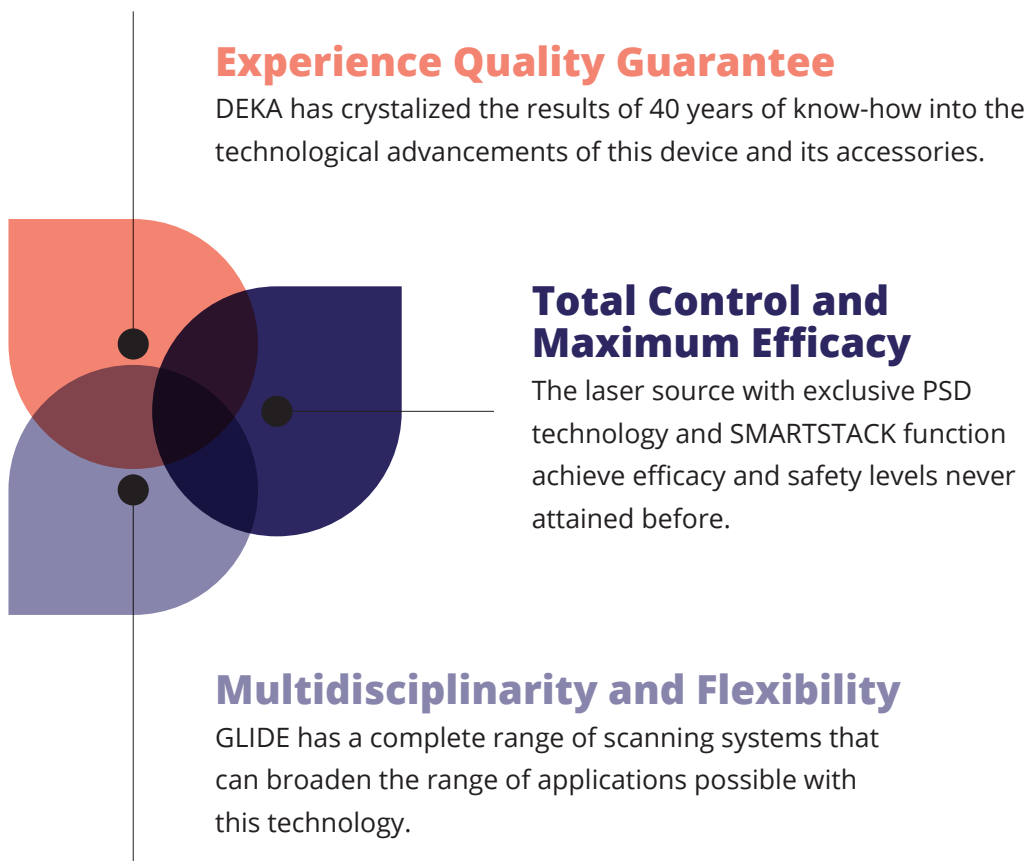 Experience Quality Guarantee
DEKA has crystalized the results of 40 years of know-how into the
technological advancements of this device and its accessories.
Total Control and
Maximum Efficacy
The laser source with exclusive PSD
technology and SMARTSTACK function
achieve efficacy and safety levels never
attained before.
Multidisciplinarity and Flexibility
GLIDE has a complete range of scanning systems that
can broaden the range of applications possible with
this technology.